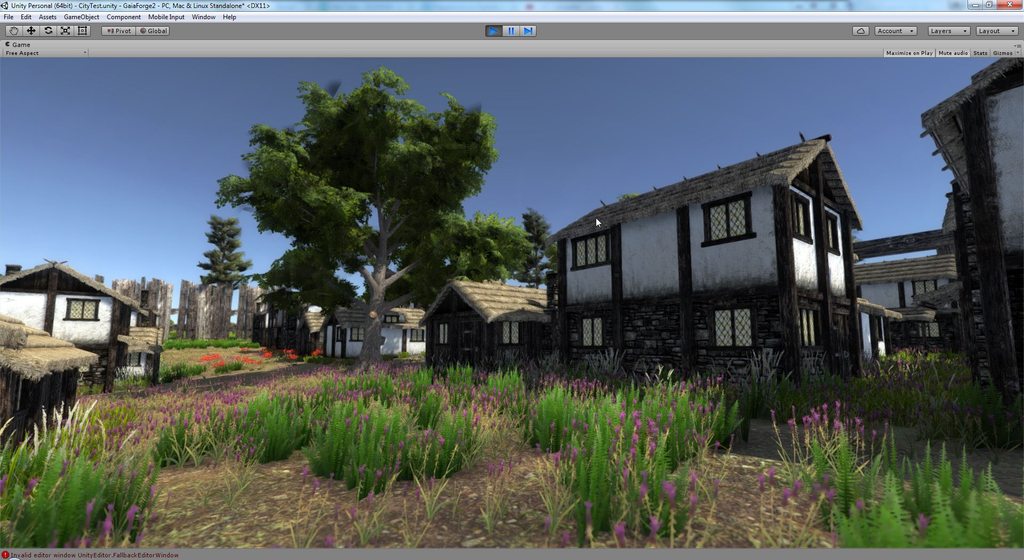 Unity Personal (64bit) - CityTest.unity - GaiaForge2 - PC, Mac & Linux Standalone* <DX11>
File Edit Assets GameObject Component Mobile Input Window Help
Pivot Global Account Layers Layout
Game
Free Aspect Maximize on Play Mute audio Stats Gizmos
Invalid editor window UnityEditor.FallbackEditorWindow